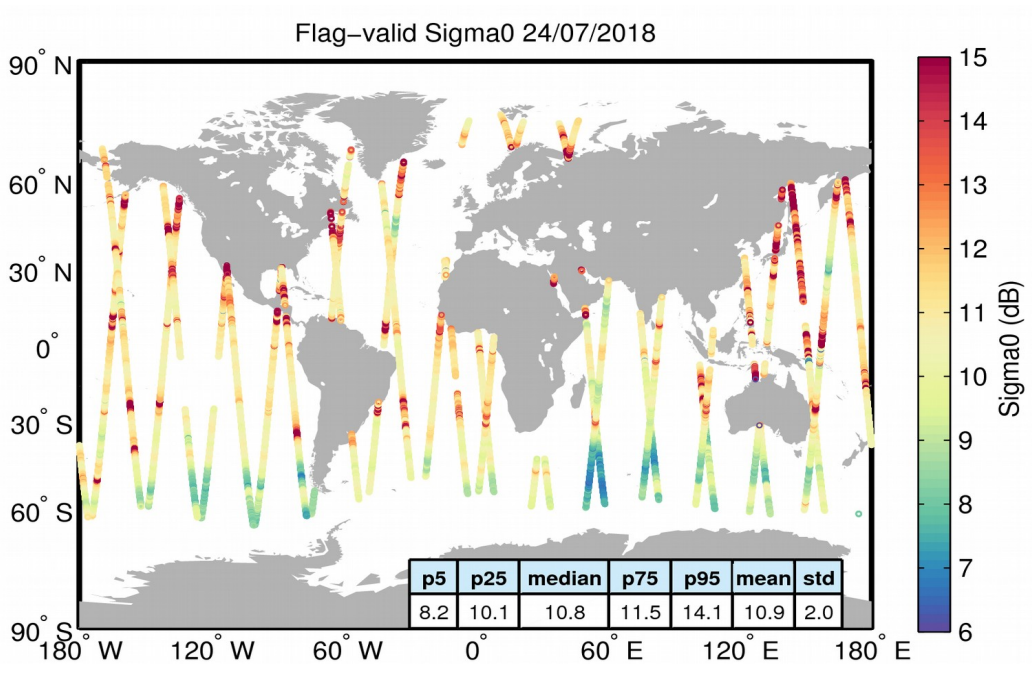 Flag−valid Sigma0 24/07/2018
90° N
60° N
30° N
0°
30° S
60° S
90° S
180° W
120° W
60° W
0°
60° E
120° E
180° E
p5 p25 median p75 p95 mean std
8.2 10.1 10.8 11.5 14.1 10.9 2.0
15
14
13
12
11
10
9
8
7
6
Sigma0 (dB)